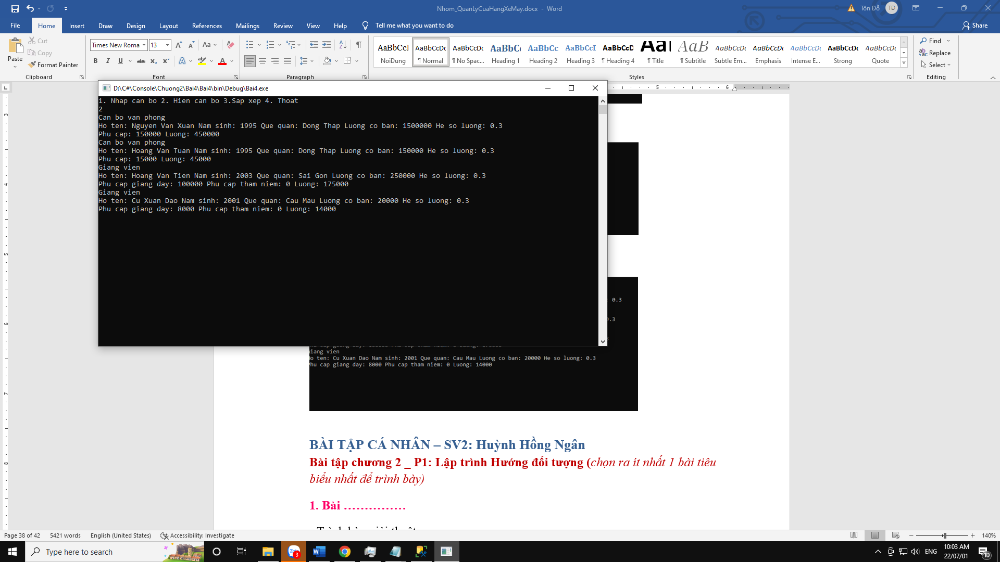 Nhom_QuanLyCuaHangXeMay.docx - Word
Tôn Đỗ TĐ
File Home Insert Draw Design Layout References Mailings Review View Help Tell me what you want to do Share
Paste Cut Copy Format Painter
Clipboard
Times New Roma 13
Font
Paragraph
AaBbCcI AaBbCcDc AaBbCcDc AaBbCc AaBbCc AaBbCcI AaBbCcD AaI AaB AaBbCcDc AaBbCcDc AaBbCcDc AaBbCcDc AaBbCcDc
NoiDung ¶ Normal ¶ No Spac... Heading 1 Heading 2 Heading 3 ¶ Heading 4 ¶ Title ¶ Subtitle Subtle Em... Emphasis Intense E... Strong Quote
Styles
Find
Replace
Select
Editing
D:\C#\Console\Chuong2\Bai4\Bai4\bin\Debug\Bai4.exe
1. Nhap can bo 2. Hien can bo 3.Sap xep 4. Thoat
2
Can bo van phong
Ho ten: Nguyen Van Xuan Nam sinh: 1995 Que quan: Dong Thap Luong co ban: 1500000 He so luong: 0.3
Phu cap: 150000 Luong: 450000
Can bo van phong
Ho ten: Hoang Van Tuan Nam sinh: 1995 Que quan: Dong Thap Luong co ban: 150000 He so luong: 0.3
Phu cap: 15000 Luong: 45000
Giang vien
Ho ten: Hoang Van Tien Nam sinh: 2003 Que quan: Sai Gon Luong co ban: 250000 He so luong: 0.3
Phu cap giang day: 100000 Phu cap tham niem: 0 Luong: 175000
Giang vien
Ho ten: Cu Xuan Dao Nam sinh: 2001 Que quan: Cau Mau Luong co ban: 20000 He so luong: 0.3
Phu cap giang day: 8000 Phu cap tham niem: 0 Luong: 14000
0.3
0.3
iang vien
o ten: Cu Xuan Dao Nam sinh: 2001 Que quan: Cau Mau Luong co ban: 20000 He so luong: 0.3
hu cap giang day: 8000 Phu cap tham niem: 0 Luong: 14000
BÀI TẬP CÁ NHÂN – SV2: Huỳnh Hồng Ngân
Bài tập chương 2 _ P1: Lập trình Hướng đối tượng (chọn ra ít nhất 1 bài tiêu
biểu nhất để trình bày)
1. Bài ……………
Page 38 of 42 5421 words English (United States) Accessibility: Investigate 140%
Type here to search
ENG
10:03 AM
22/07/01
10